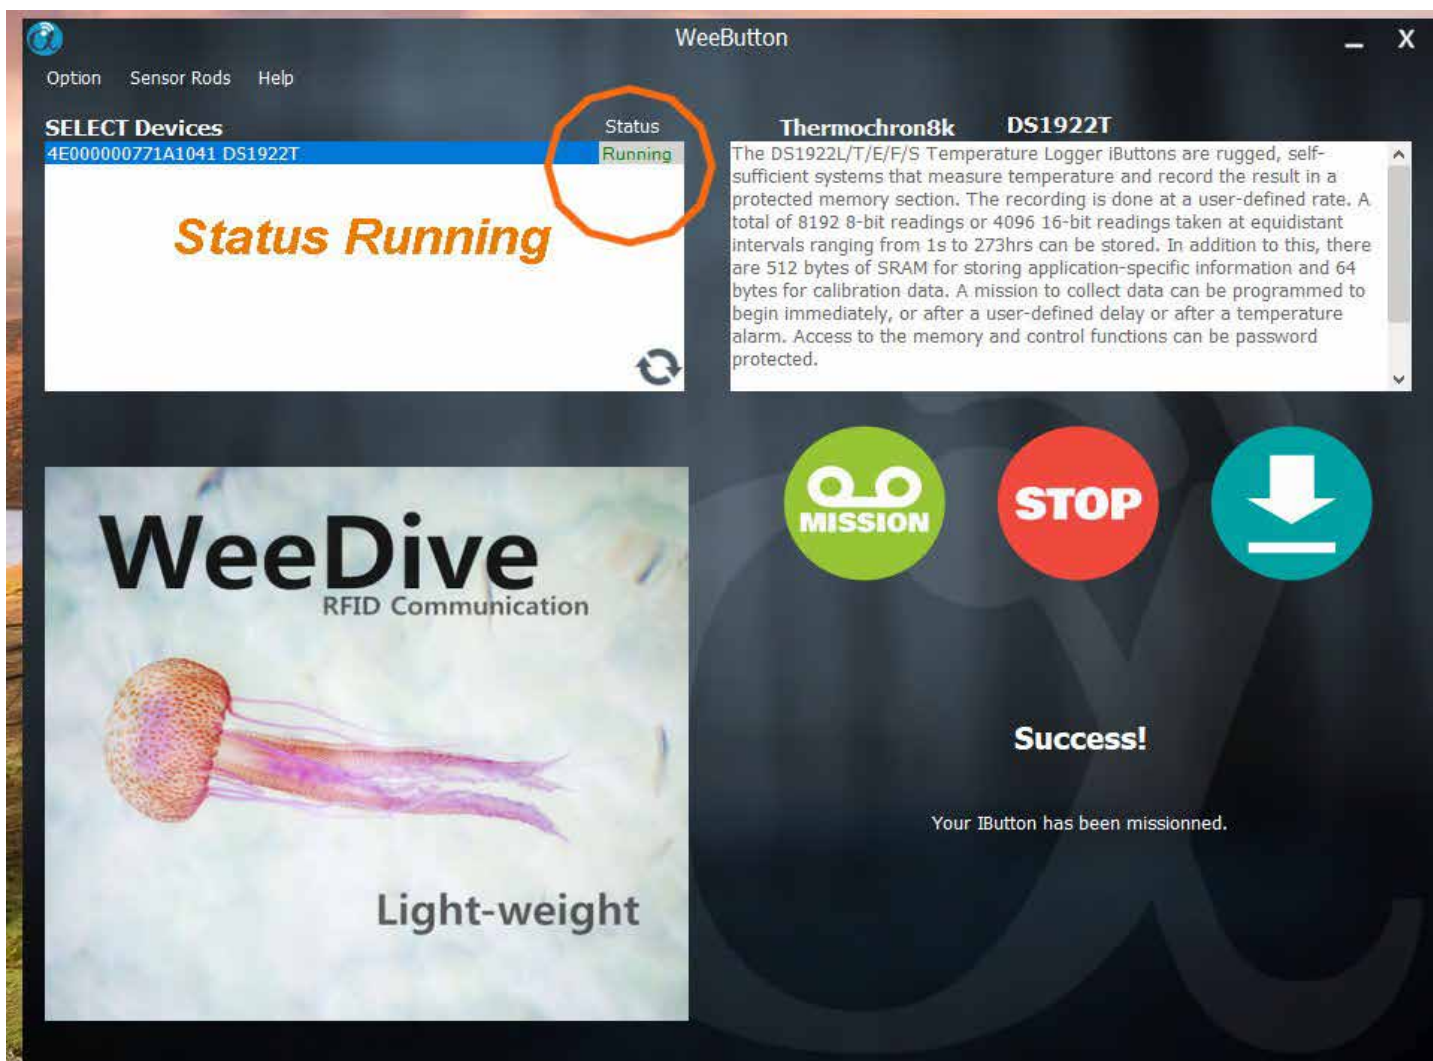 WeeButton
Option Sensor Rods Help
SELECT Devices Status
4E000000771A1041 DS1922T Running
Status Running
Thermochron8k DS1922T
The DS1922L/T/E/F/S Temperature Logger iButtons are rugged, self-
sufficient systems that measure temperature and record the result in a
protected memory section. The recording is done at a user-defined rate. A
total of 8192 8-bit readings or 4096 16-bit readings taken at equidistant
intervals ranging from 1s to 273hrs can be stored. In addition to this, there
are 512 bytes of SRAM for storing application-specific information and 64
bytes for calibration data. A mission to collect data can be programmed to
begin immediately, or after a user-defined delay or after a temperature
alarm. Access to the memory and control functions can be password
protected.
MISSION
STOP
WeeDive
RFID Communication
Light-weight
Success!
Your IButton has been missionned.